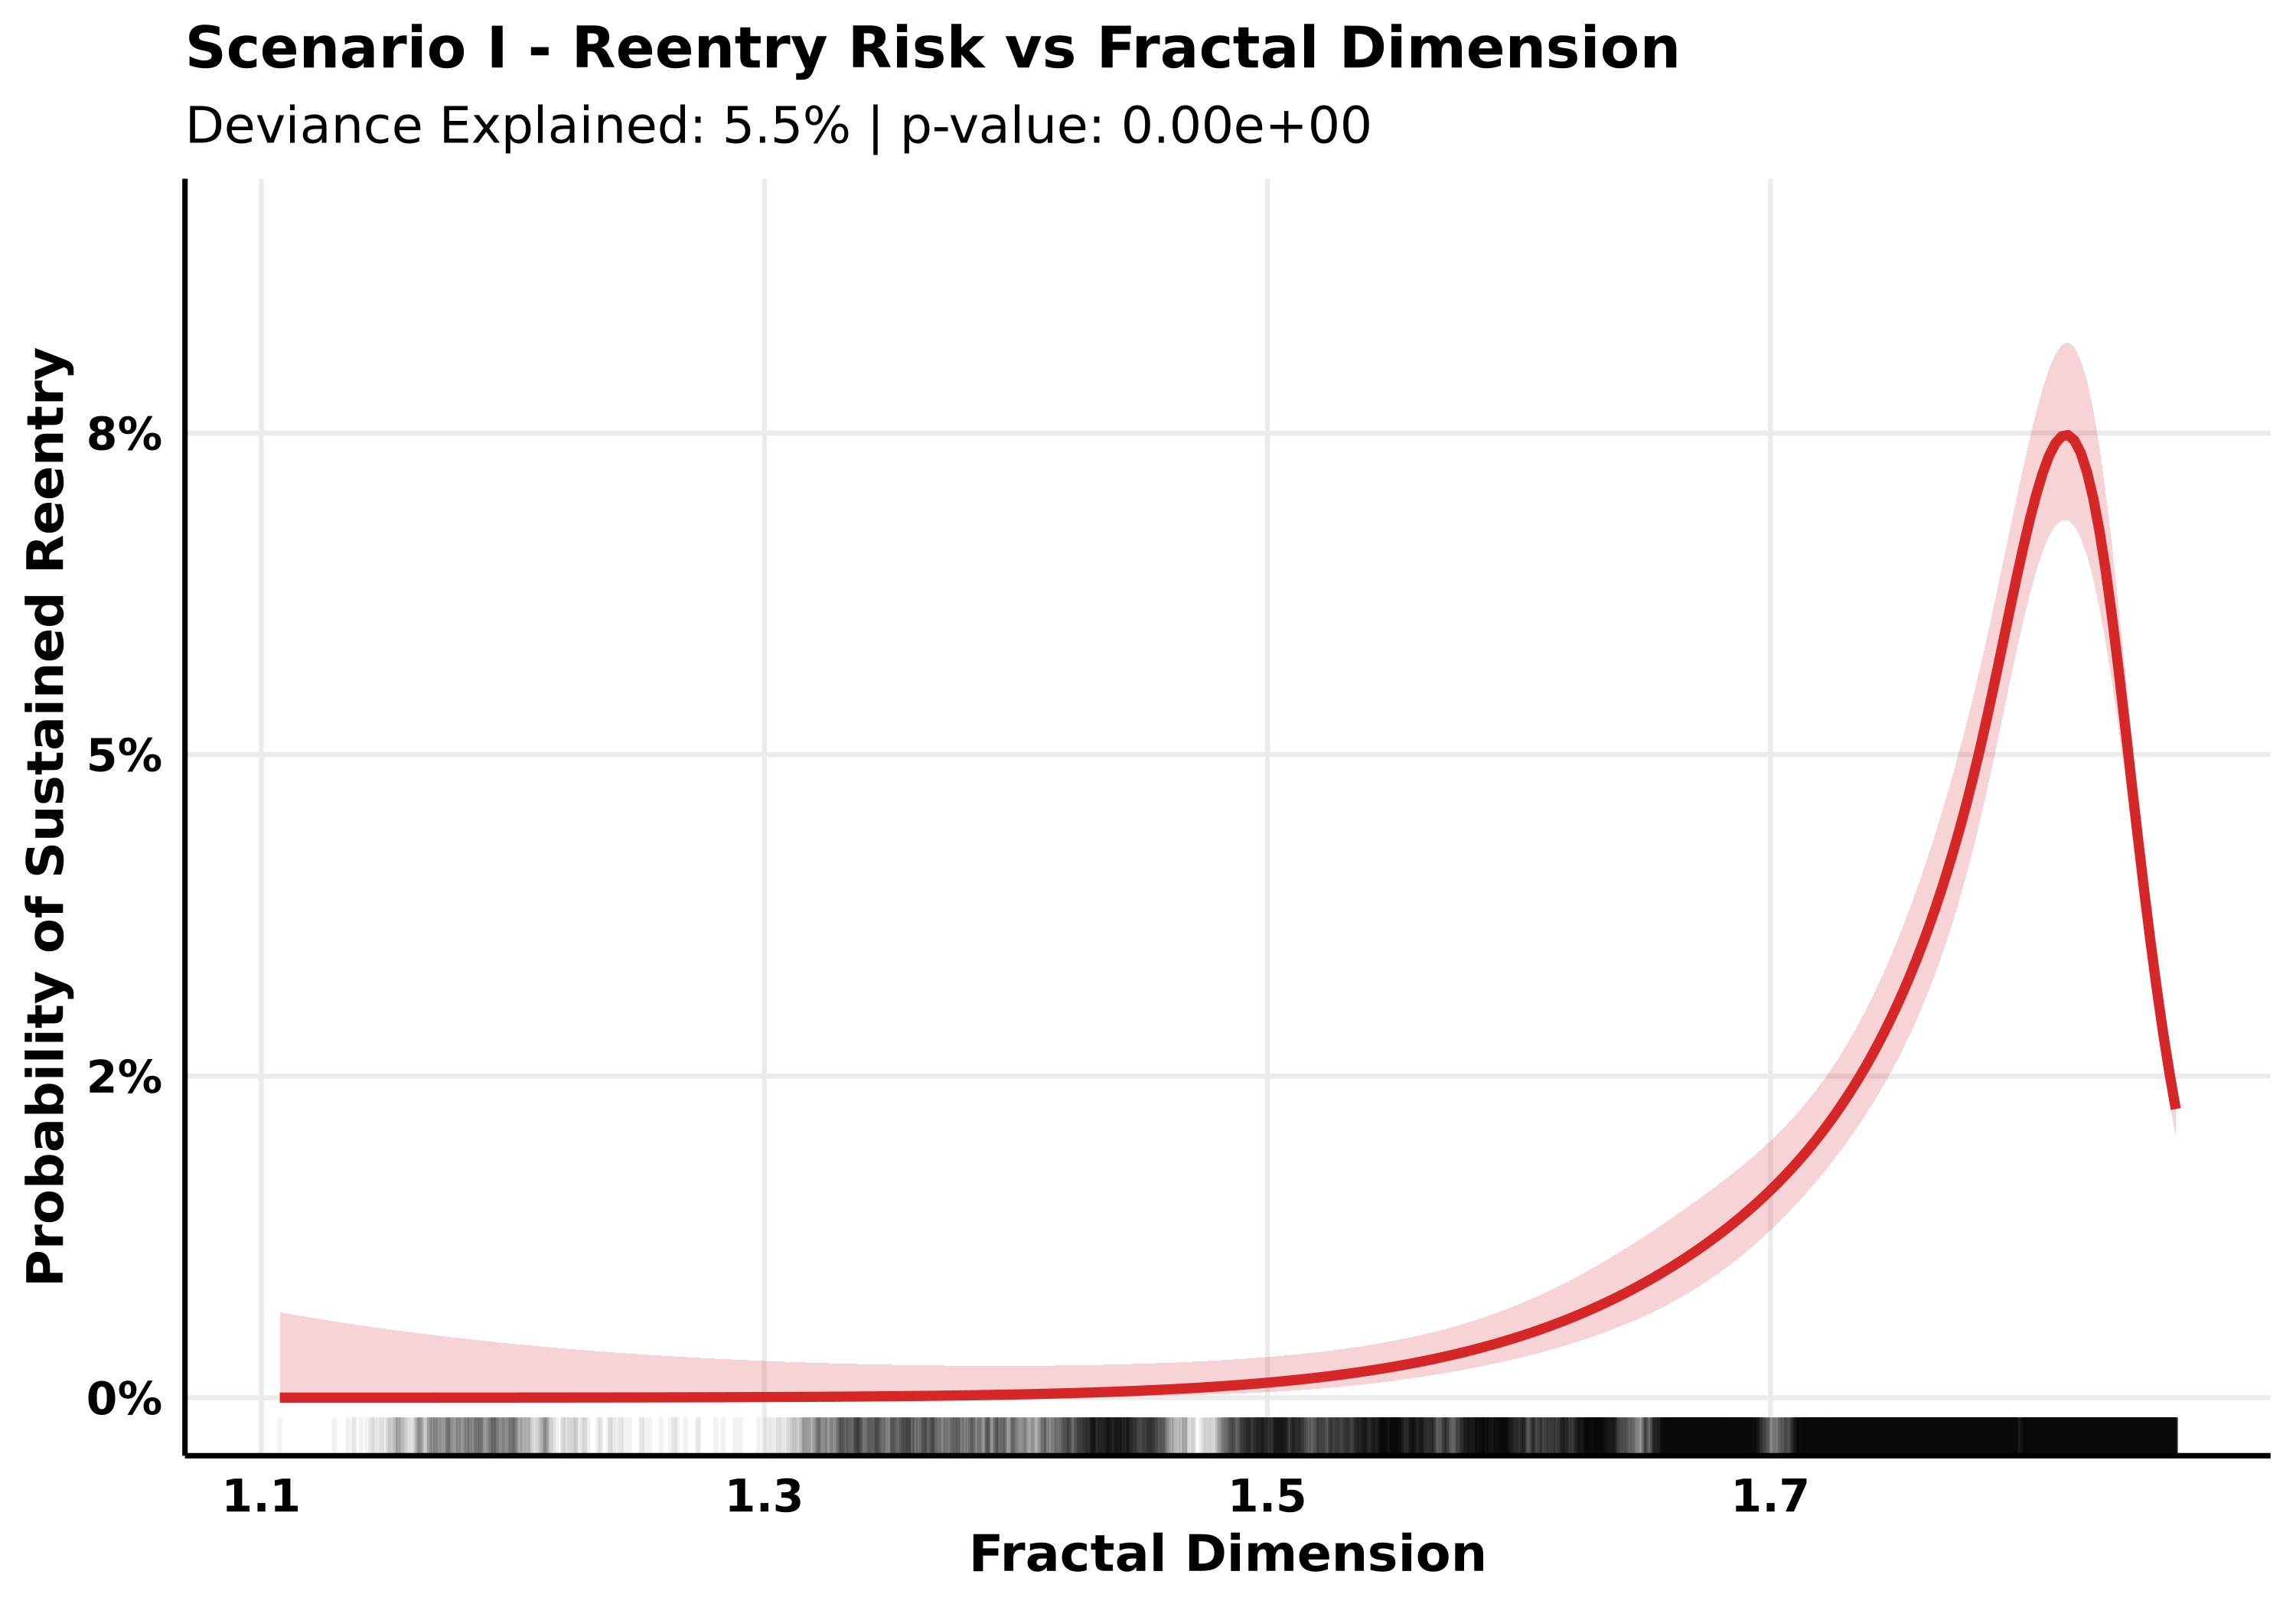 Scenario I - Reentry Risk vs Fractal Dimension
Deviance Explained: 5.5% | p-value: 0.00e+00
Probability of Sustained Reentry
8%
5%
2%
0%
1.1
1.3
1.5
1.7
Fractal Dimension